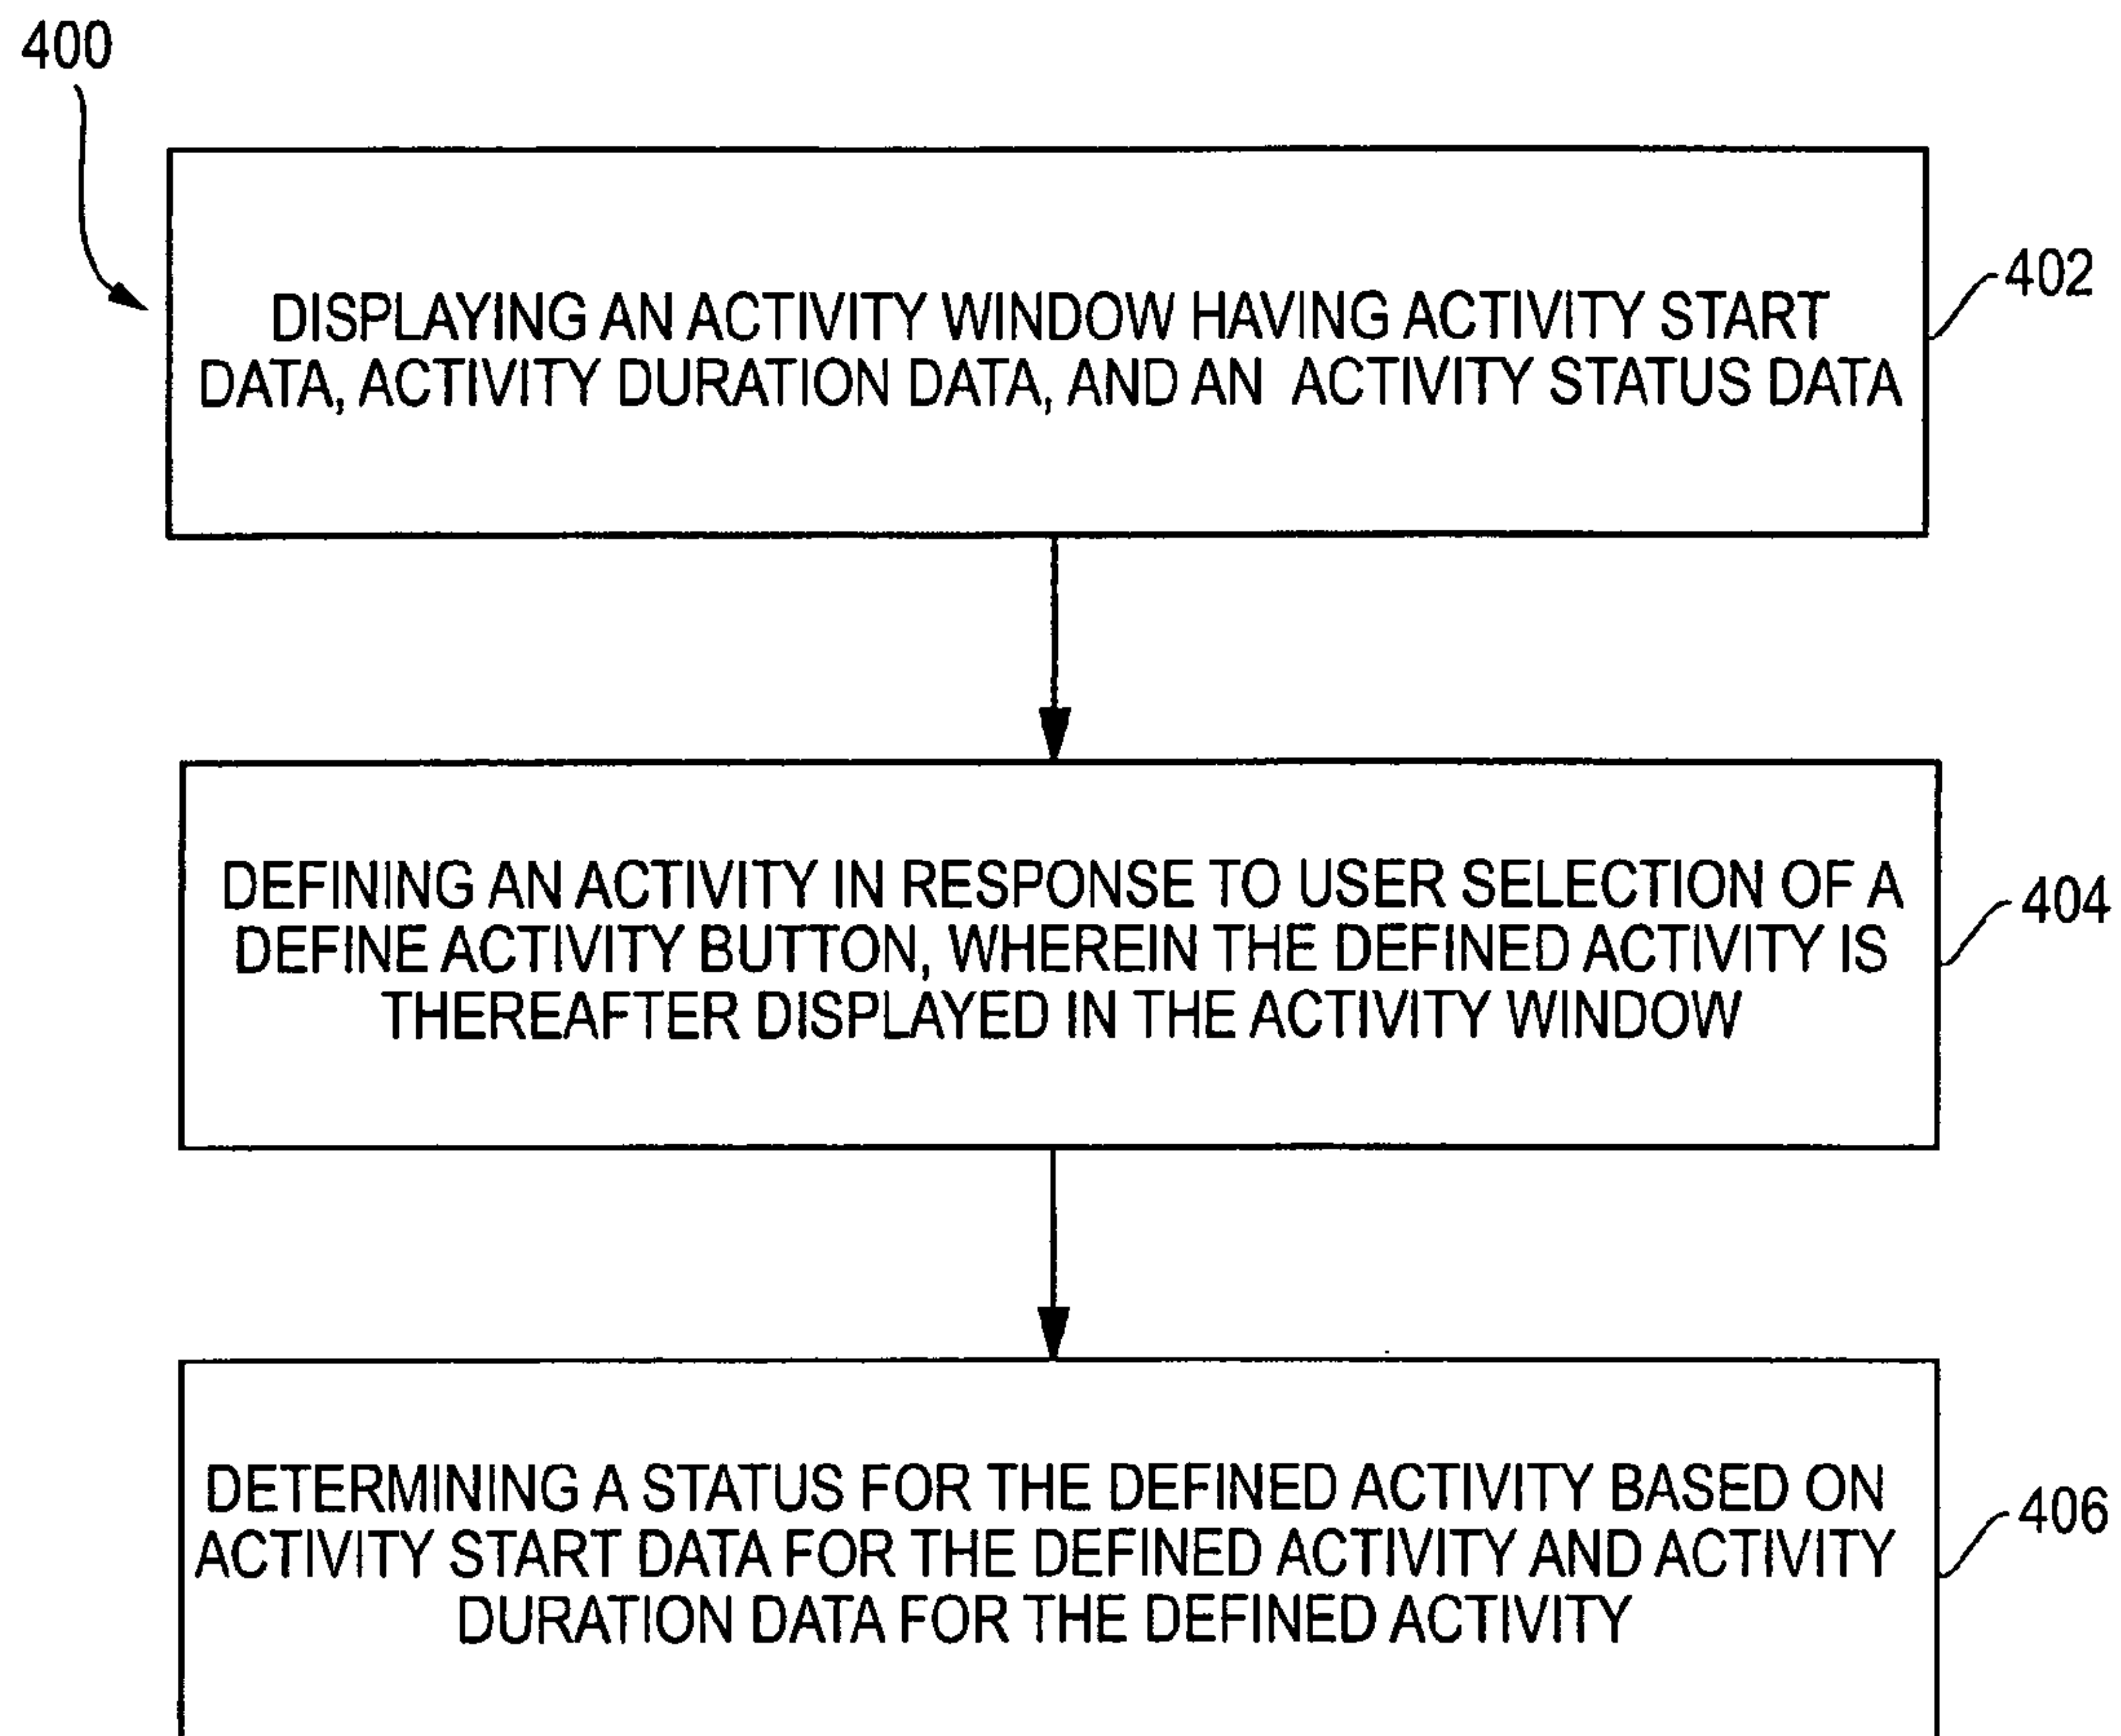 400
DISPLAYING AN ACTIVITY WINDOW HAVING ACTIVITY START
DATA, ACTIVITY DURATION DATA, AND AN ACTIVITY STATUS DATA
402
DEFINING AN ACTIVITY IN RESPONSE TO USER SELECTION OF A
DEFINE ACTIVITY BUTTON, WHEREIN THE DEFINED ACTIVITY IS
THEREAFTER DISPLAYED IN THE ACTIVITY WINDOW
404
DETERMINING A STATUS FOR THE DEFINED ACTIVITY BASED ON
ACTIVITY START DATA FOR THE DEFINED ACTIVITY AND ACTIVITY
DURATION DATA FOR THE DEFINED ACTIVITY
406